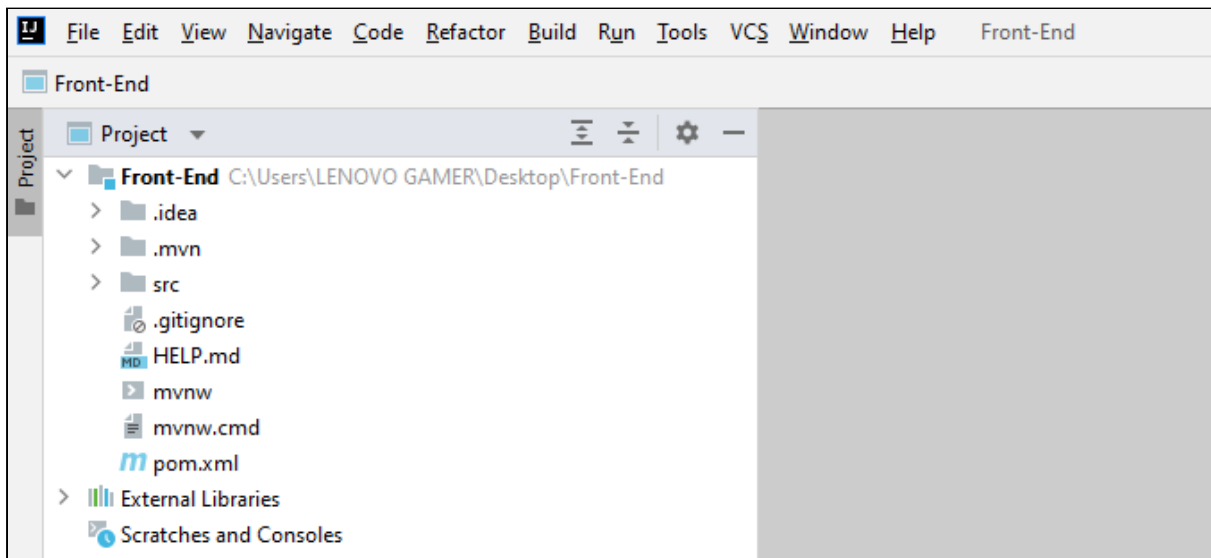 IJ File Edit View Navigate Code Refactor Build Run Tools VCS Window Help Front-End
Front-End
Project
Project
Front-End C:\Users\LENOVO GAMER\Desktop\Front-End
.idea
.mvn
src
.gitignore
MD HELP.md
mvnw
mvnw.cmd
m pom.xml
External Libraries
Scratches and Consoles